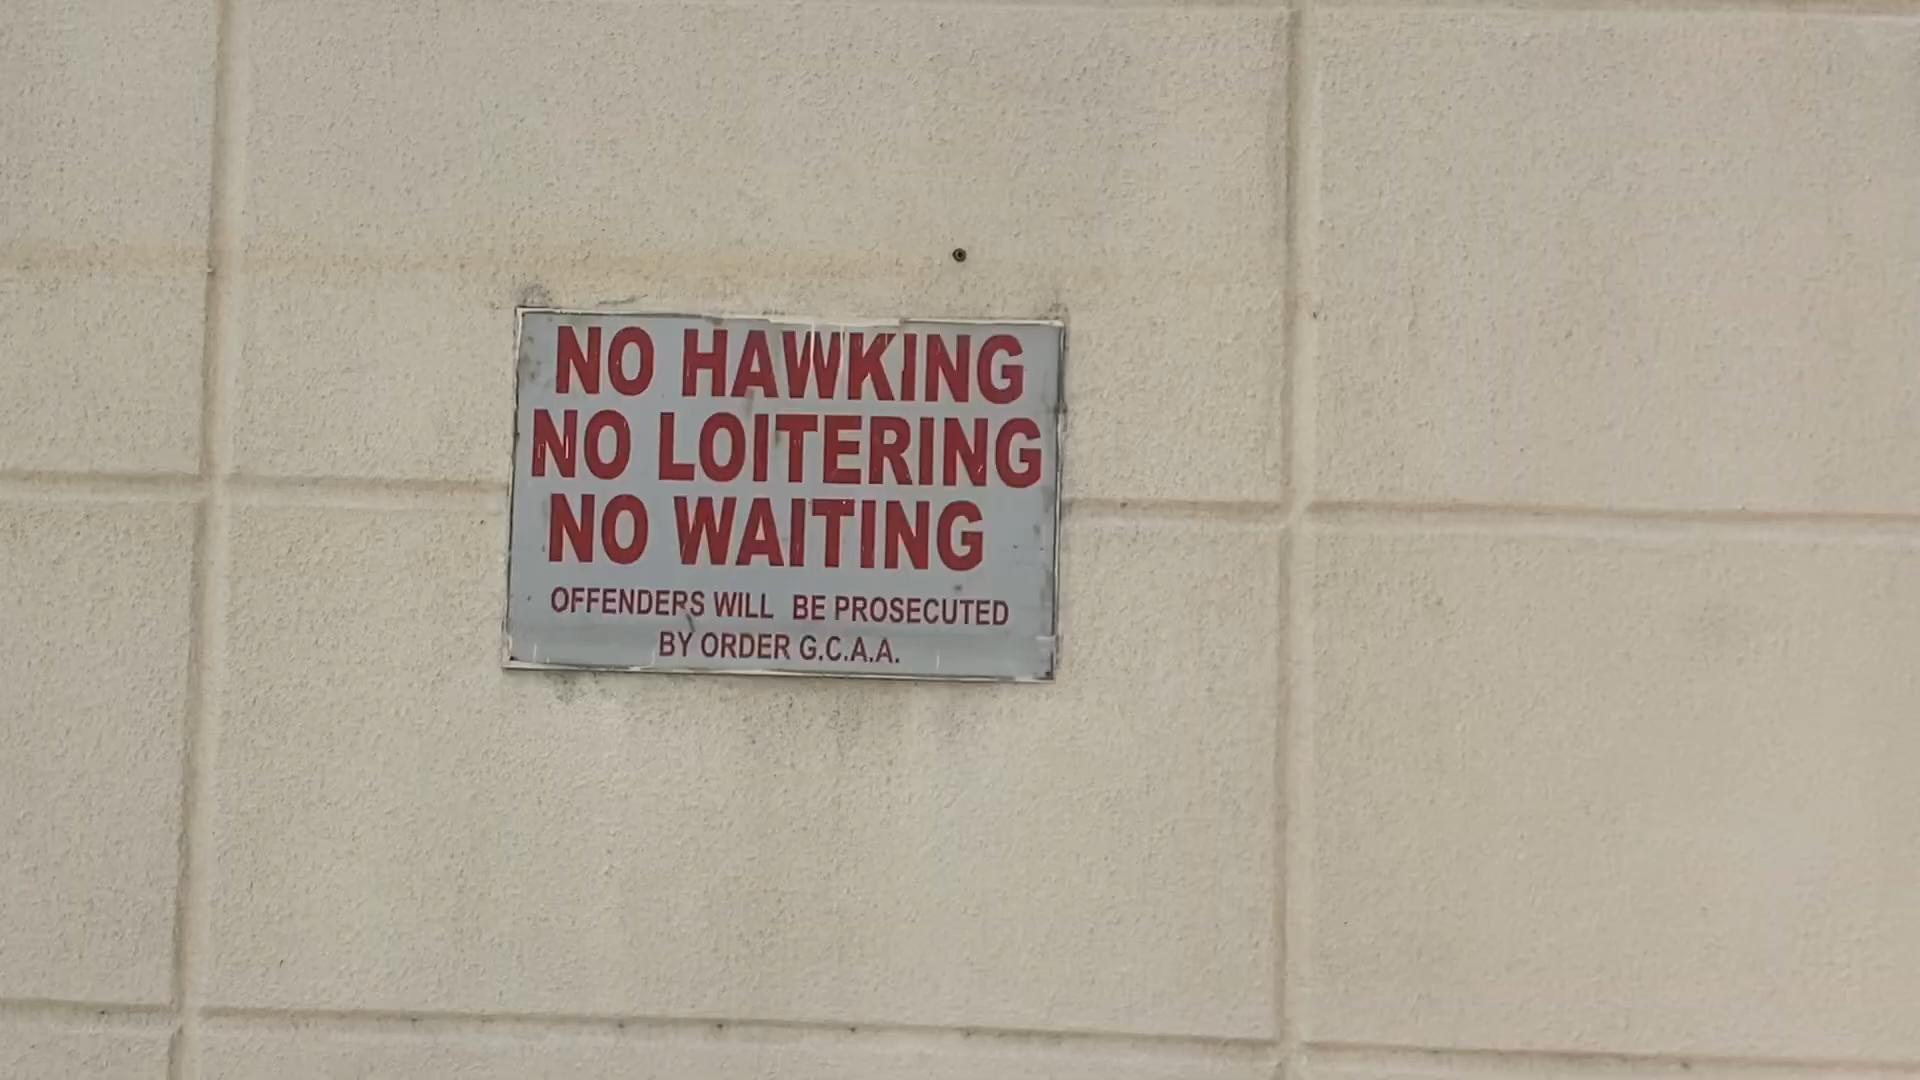 NO HAWKING
NO LOITERING
NO WAITING
OFFENDERS WILL BE PROSECUTED
BY ORDER G.C.A.A.